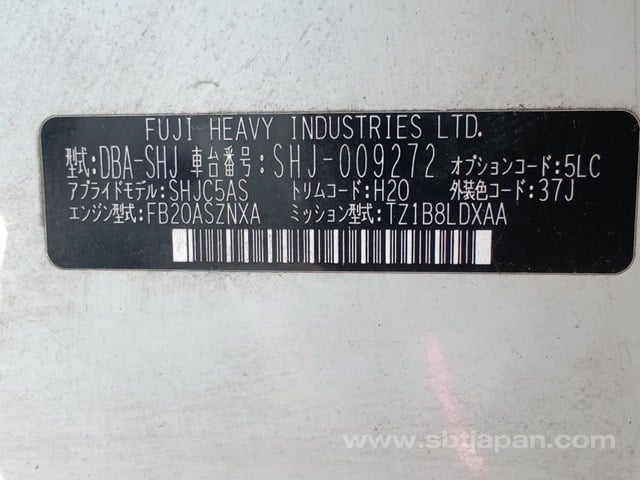 FUJI HEAVY INDUSTRIES LTD.
型式:DBA-SHJ 車台番号:SHJ-009272 オプションコード:5LC
アプライドモデル:SHJC5AS トリムコード:H20 外装色コード:37J
エンジン型式:FB20ASZNXA ミッション型式:TZ1B8LDXAA
www.sbtjapan.com